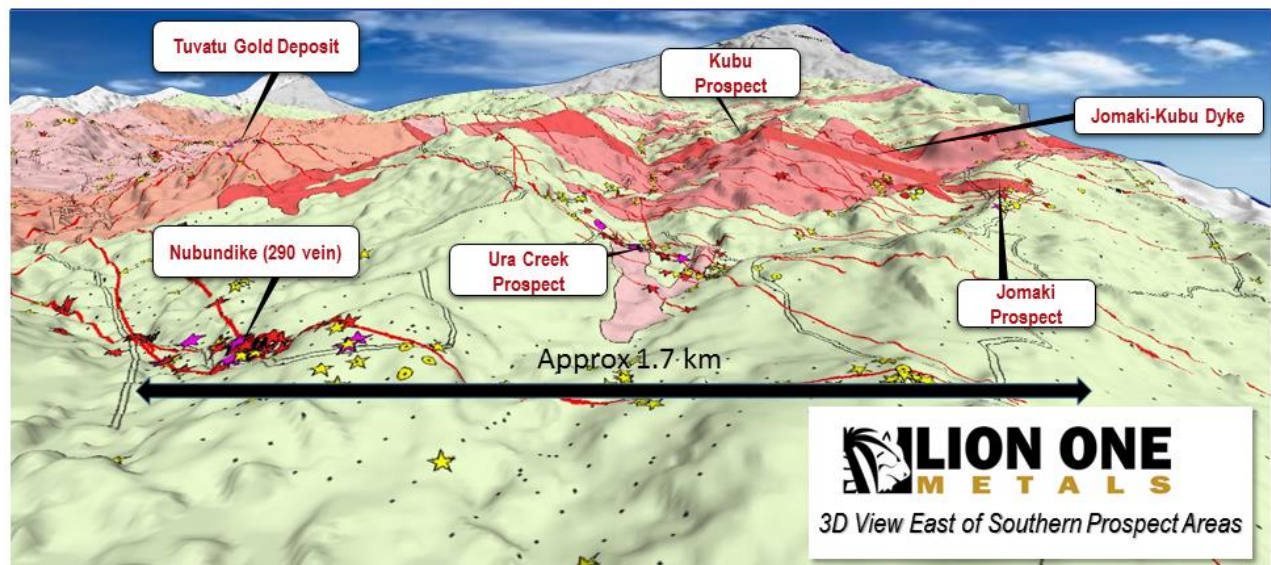 Tuvatu Gold Deposit
Kubu
Prospect
Jomaki-Kubu Dyke
Nubundike (290 vein)
Ura Creek
Prospect
Jomaki
Prospect
Approx 1.7 km
LION ONE
METALS
3D View East of Southern Prospect Areas